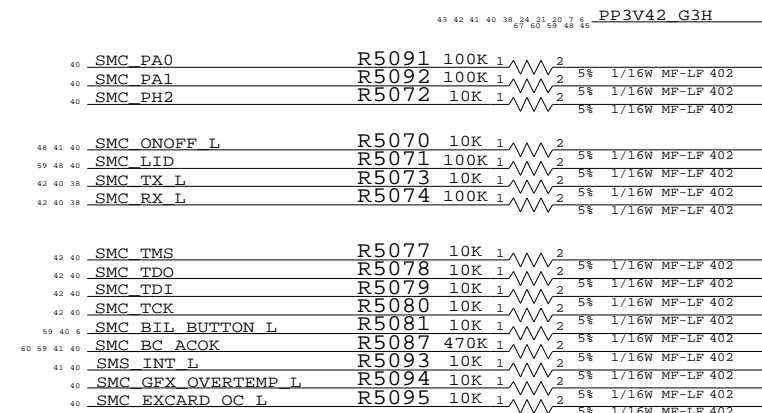 43 42 41 40 38 24 21 20 7 6 PP3V42_G3H
67 60 59 48 45
40 SMC_PA0 R5091 100K 1 2
5% 1/16W MF-LF 402
40 SMC_PA1 R5092 100K 1 2
5% 1/16W MF-LF 402
40 SMC_PH2 R5072 10K 1 2
5% 1/16W MF-LF 402
48 41 40 SMC_ONOFF_L R5070 10K 1 2
5% 1/16W MF-LF 402
59 48 40 SMC_LID R5071 100K 1 2
5% 1/16W MF-LF 402
42 40 38 SMC_TX_L R5073 10K 1 2
5% 1/16W MF-LF 402
42 40 38 SMC_RX_L R5074 100K 1 2
5% 1/16W MF-LF 402
42 40 SMC_TMS R5077 10K 1 2
5% 1/16W MF-LF 402
42 40 SMC_TDO R5078 10K 1 2
5% 1/16W MF-LF 402
42 40 SMC_TDI R5079 10K 1 2
5% 1/16W MF-LF 402
42 40 SMC_TCK R5080 10K 1 2
5% 1/16W MF-LF 402
59 40 6 SMC_BIL_BUTTON_L R5081 10K 1 2
5% 1/16W MF-LF 402
60 59 41 40 SMC_BC_ACOK R5087 470K 1 2
5% 1/16W MF-LF 402
41 40 SMS_INT_L R5093 10K 1 2
5% 1/16W MF-LF 402
40 SMC_GFX_OVERTEMP_L R5094 10K 1 2
5% 1/16W MF-LF 402
40 SMC_EXCARD_OC_L R5095 10K 1 2
5% 1/16W MF-LF 402